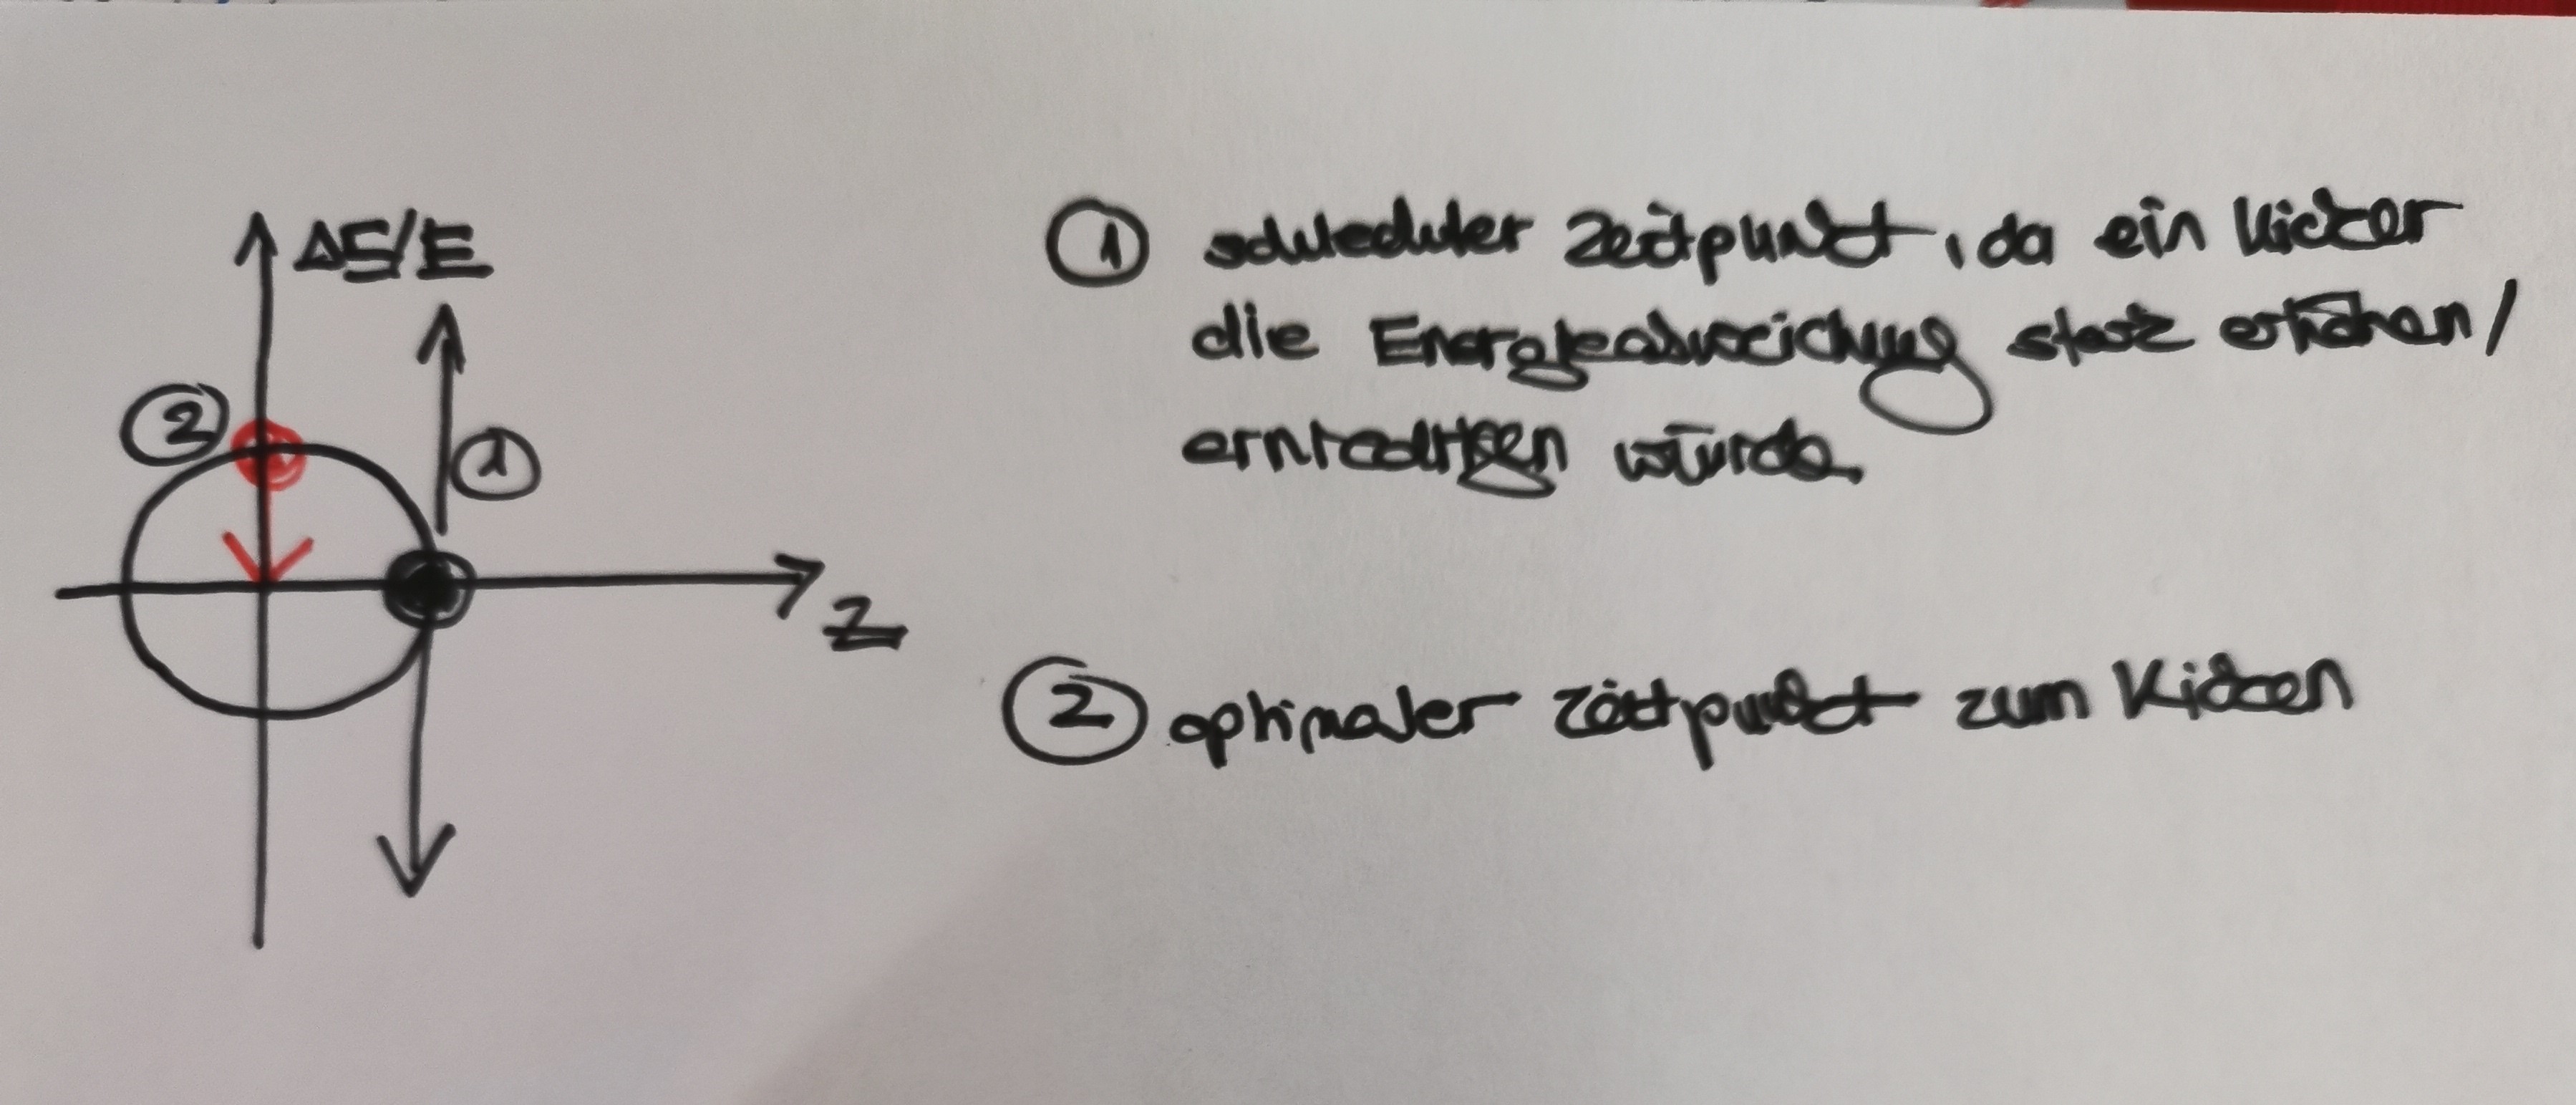 ΔE/E
②
①
z
① schlechter Zeitpunkt, da ein Kicker
die Energieabweichung stark erhöhen/
erniedrigen würde
② optimaler Zeitpunkt zum Kicken